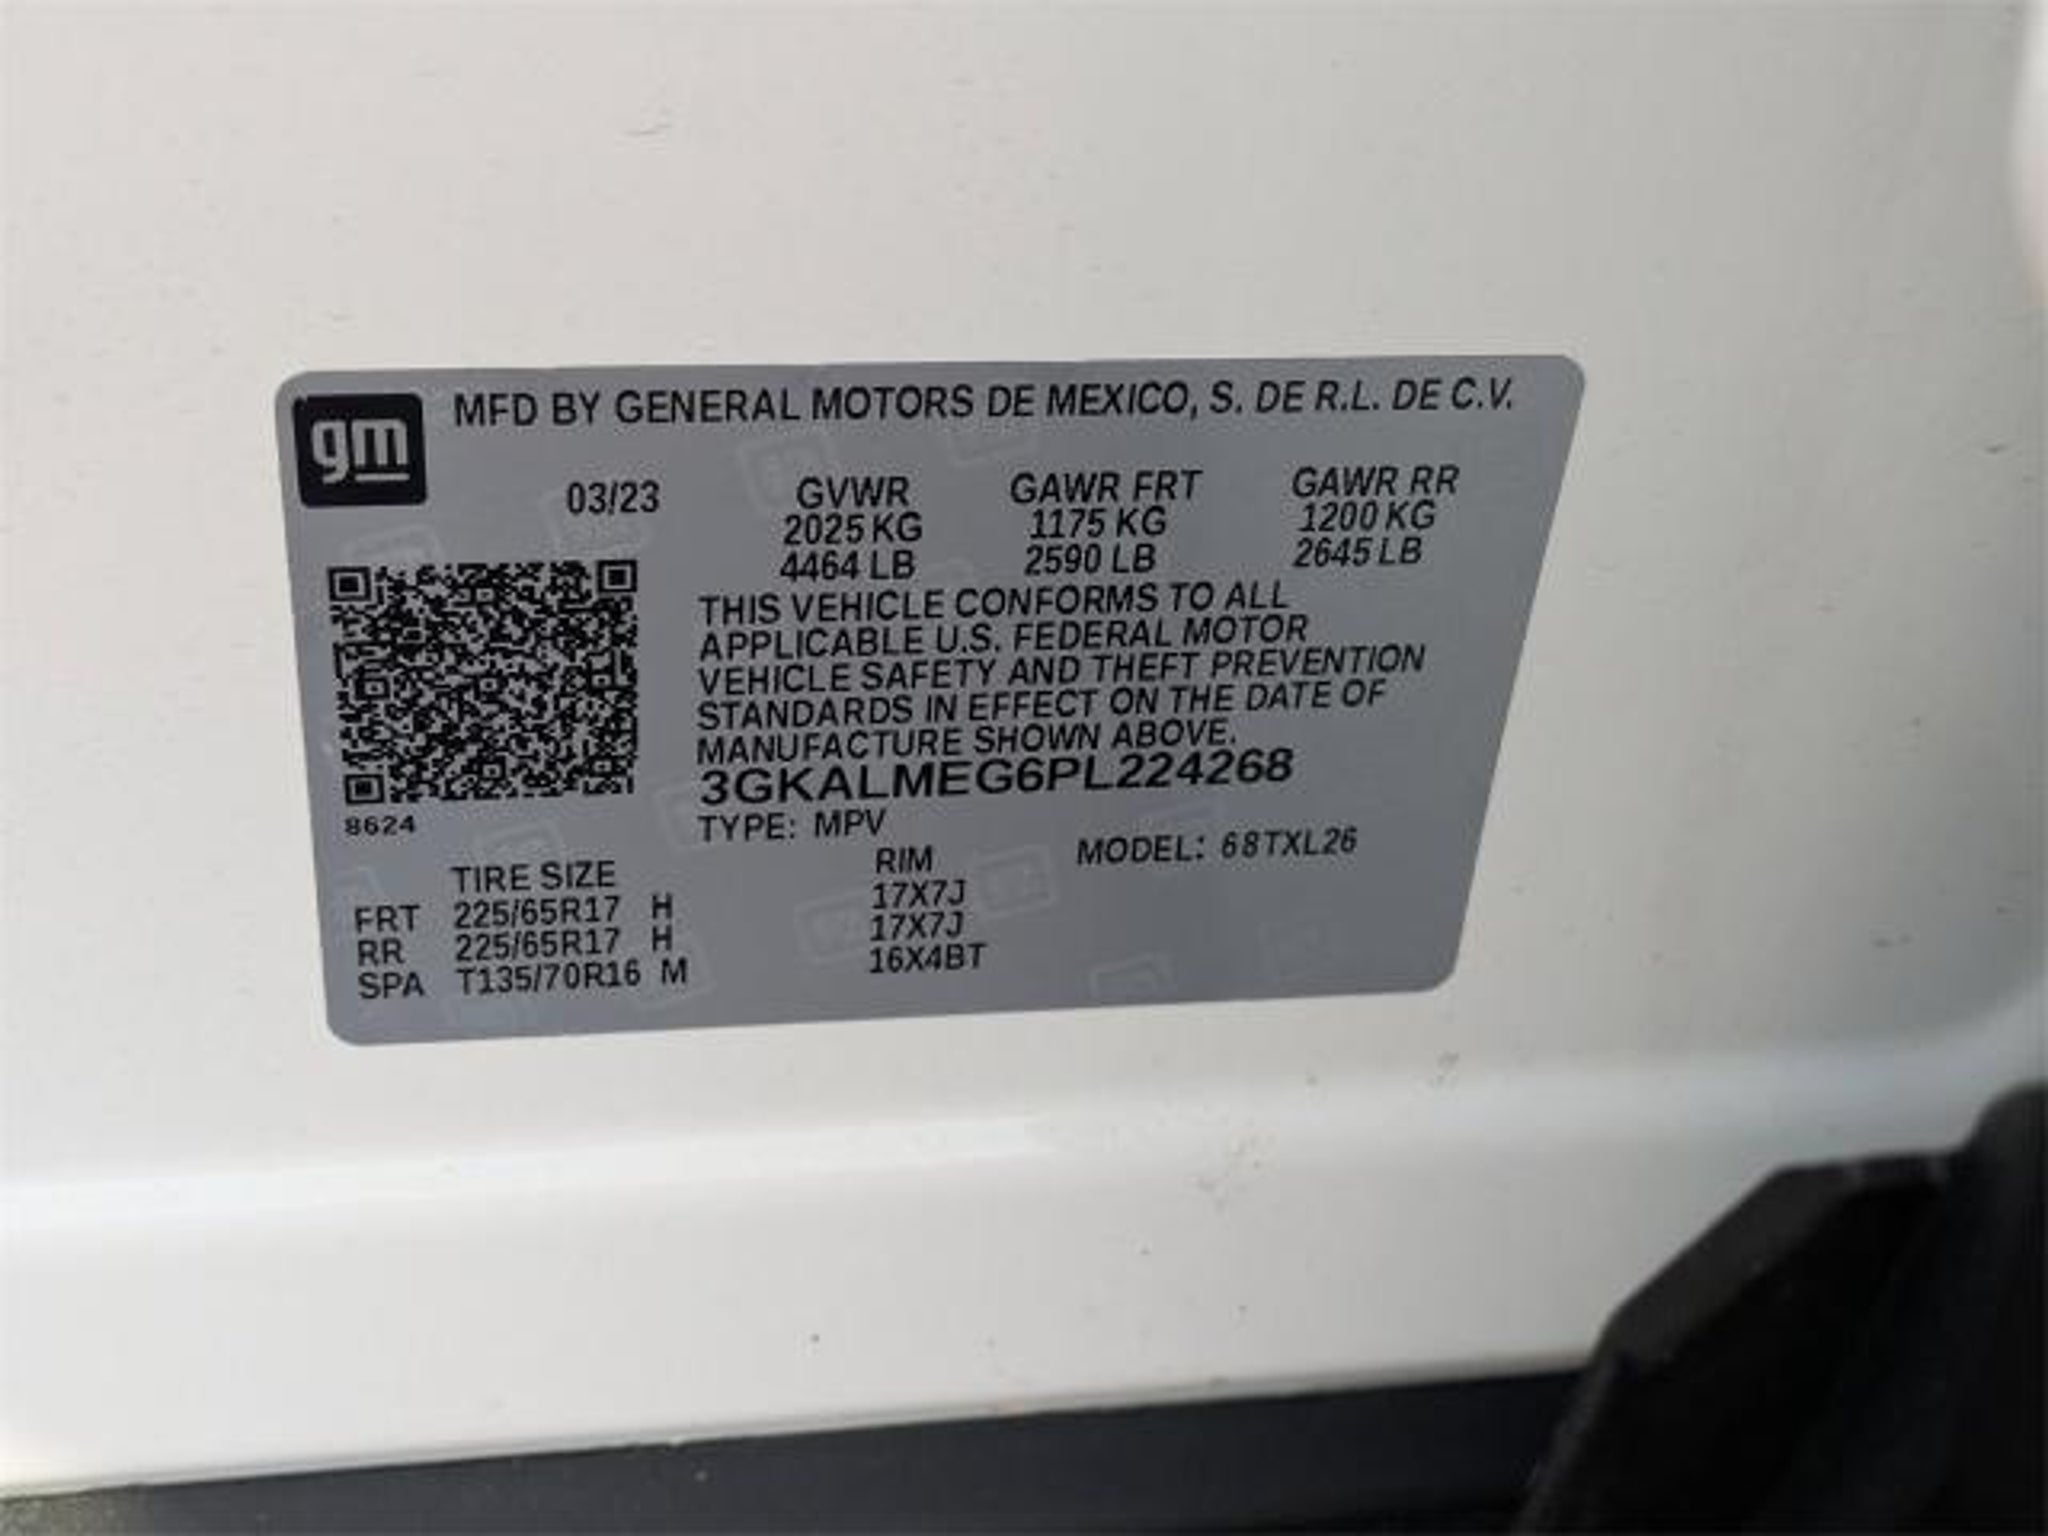 gm
MFD BY GENERAL MOTORS DE MEXICO, S. DE R.L. DE C.V.
03/23 GVWR GAWR FRT GAWR RR
2025 KG 1175 KG 1200 KG
4464 LB 2590 LB 2645 LB
THIS VEHICLE CONFORMS TO ALL
APPLICABLE U.S. FEDERAL MOTOR
VEHICLE SAFETY AND THEFT PREVENTION
STANDARDS IN EFFECT ON THE DATE OF
MANUFACTURE SHOWN ABOVE.
3GKALMEG6PL224268
8624
TYPE: MPV MODEL: 68TXL26
TIRE SIZE RIM
FRT 225/65R17 H 17X7J
RR 225/65R17 H 17X7J
SPA T135/70R16 M 16X4BT